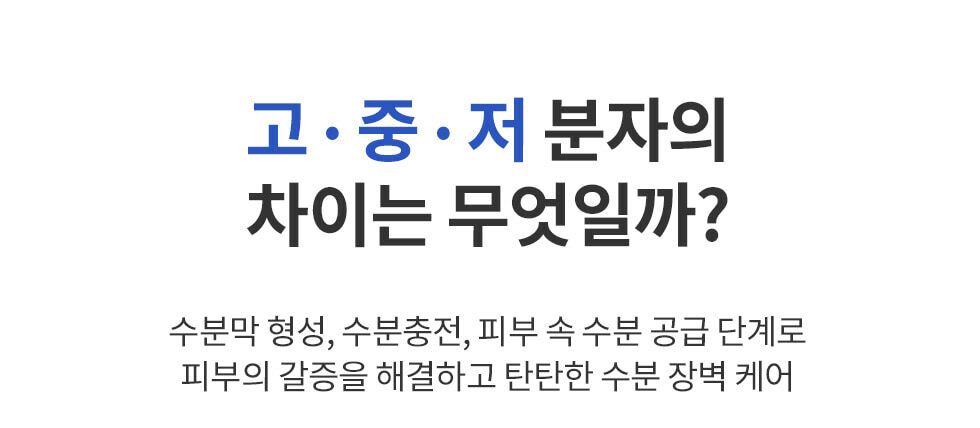 고·중·저 분자의
차이는 무엇일까?
수분막 형성, 수분충전, 피부 속 수분 공급 단계로
피부의 갈증을 해결하고 탄탄한 수분 장벽 케어